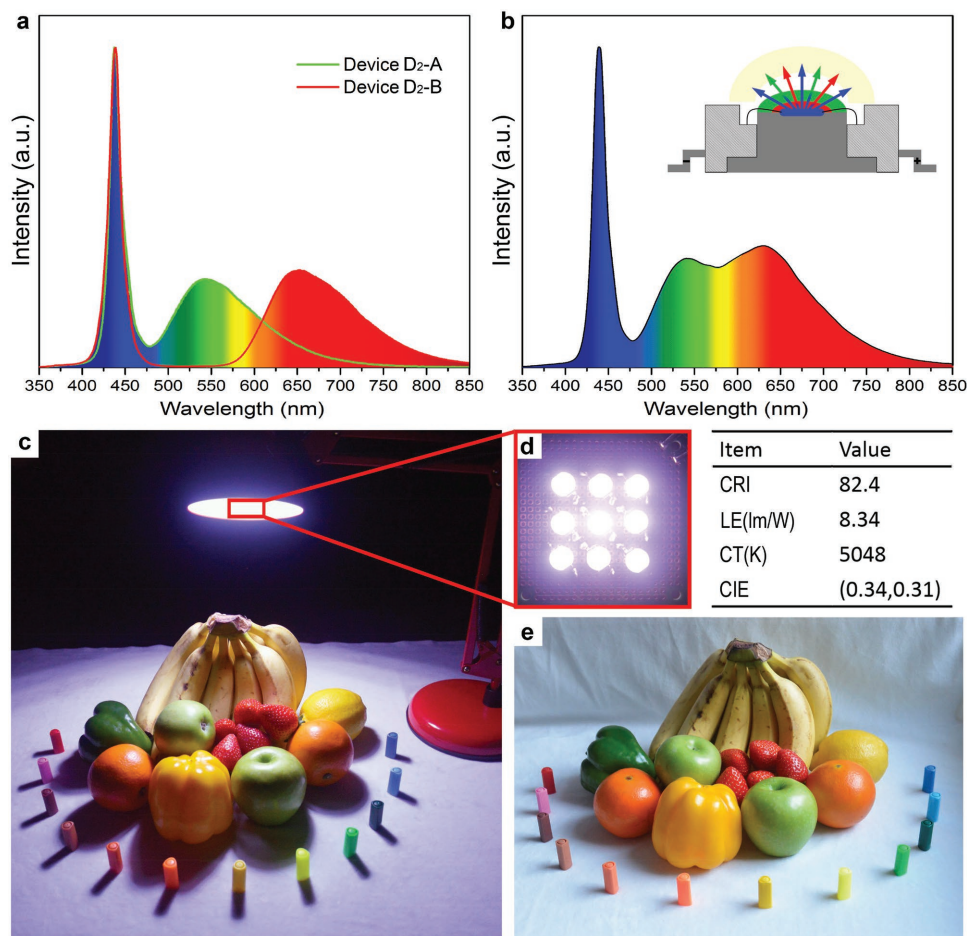 a
Device D₂-A
Device D₂-B
Intensity (a.u.)
350 400 450 500 550 600 650 700 750 800 850
Wavelength (nm)
b
- +
Intensity (a.u.)
350 400 450 500 550 600 650 700 750 800 850
Wavelength (nm)
c
d
Item Value
CRI 82.4
LE(lm/W) 8.34
CT(K) 5048
CIE (0.34,0.31)
e